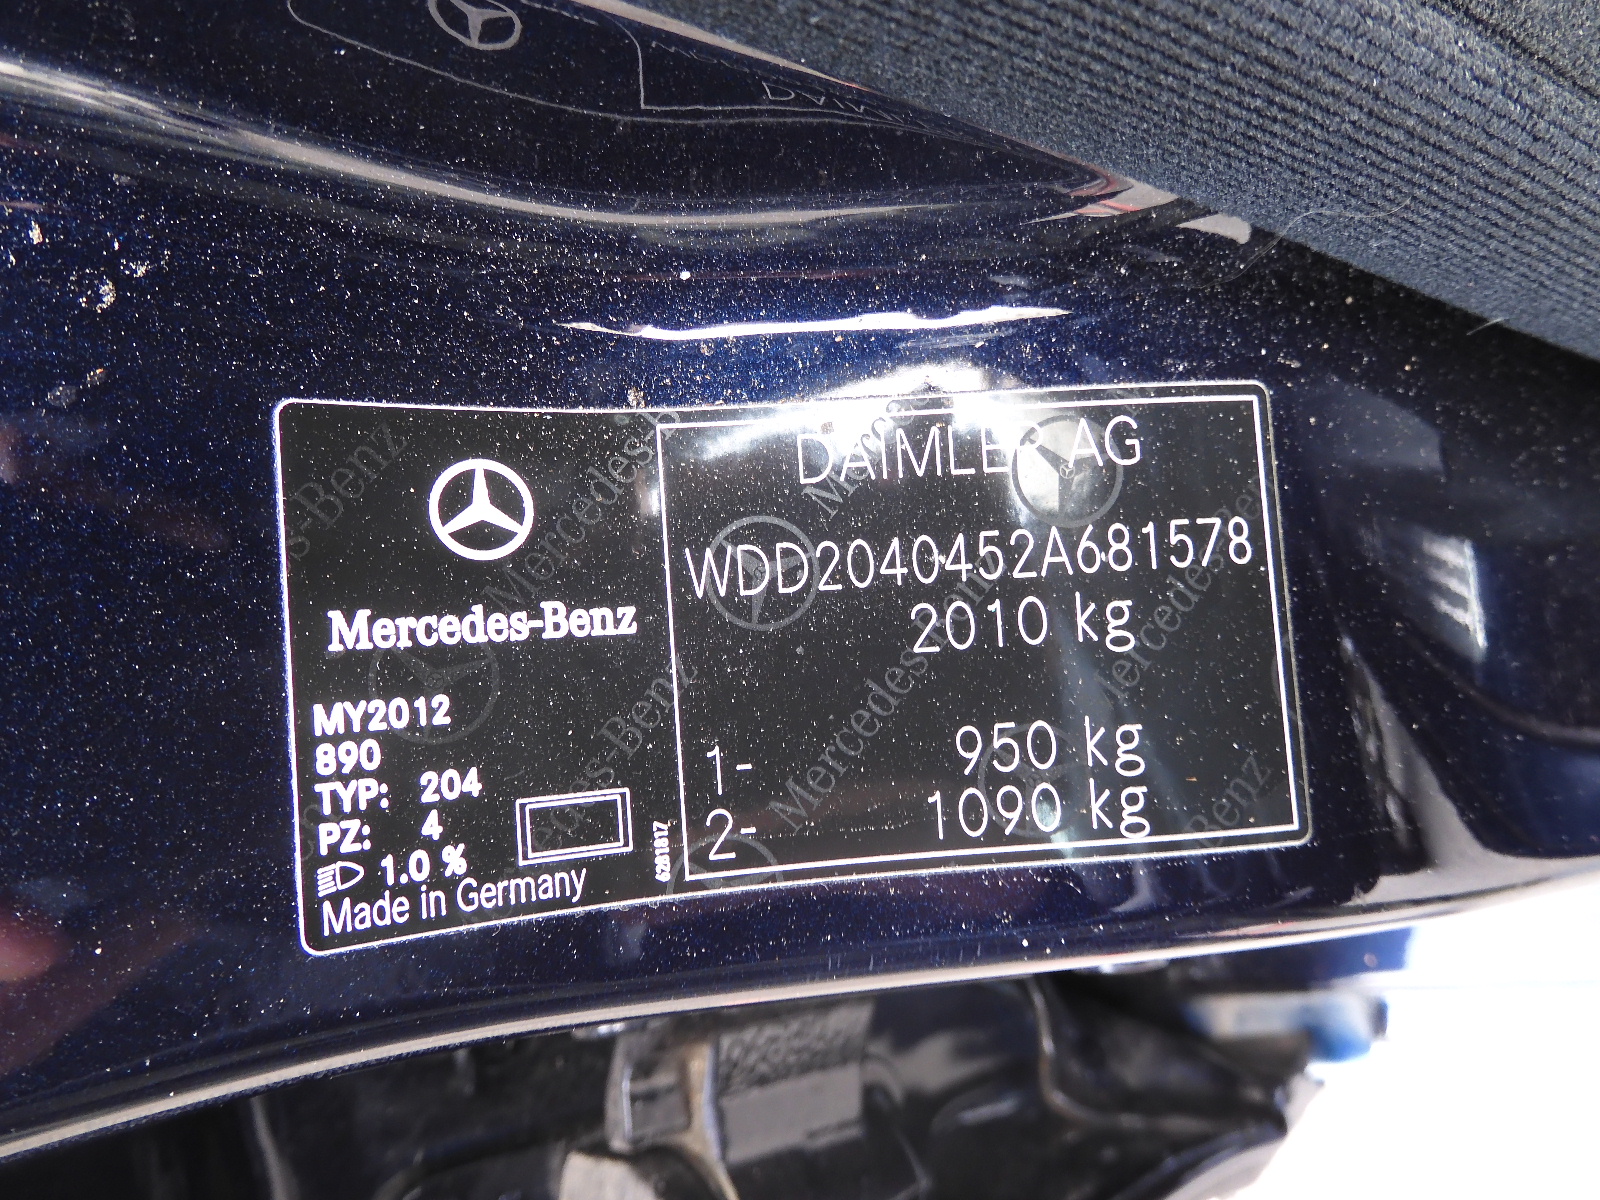 Mercedes-Benz
MY2012
890
TYP: 204
PZ: 4
1.0 %
Made in Germany
6281817
DAIMLER AG
WDD2040452A681578
2010 kg
1- 950 kg
2- 1090 kg